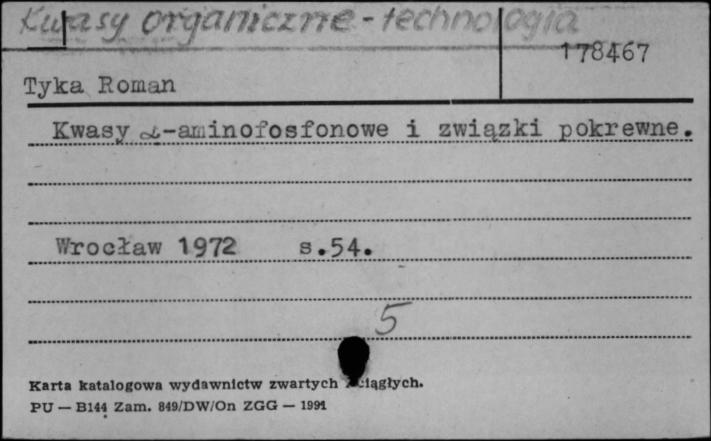 Kwasy organiczne - technologia
178467
Tyka Roman
Kwasy α-aminofosfonowe i związki pokrewne.
Wrocław 1972 s.54.
5
Karta katalogowa wydawnictw zwartych ciągłych.
PU — B144 Zam. 849/DW/On ZGG — 1991